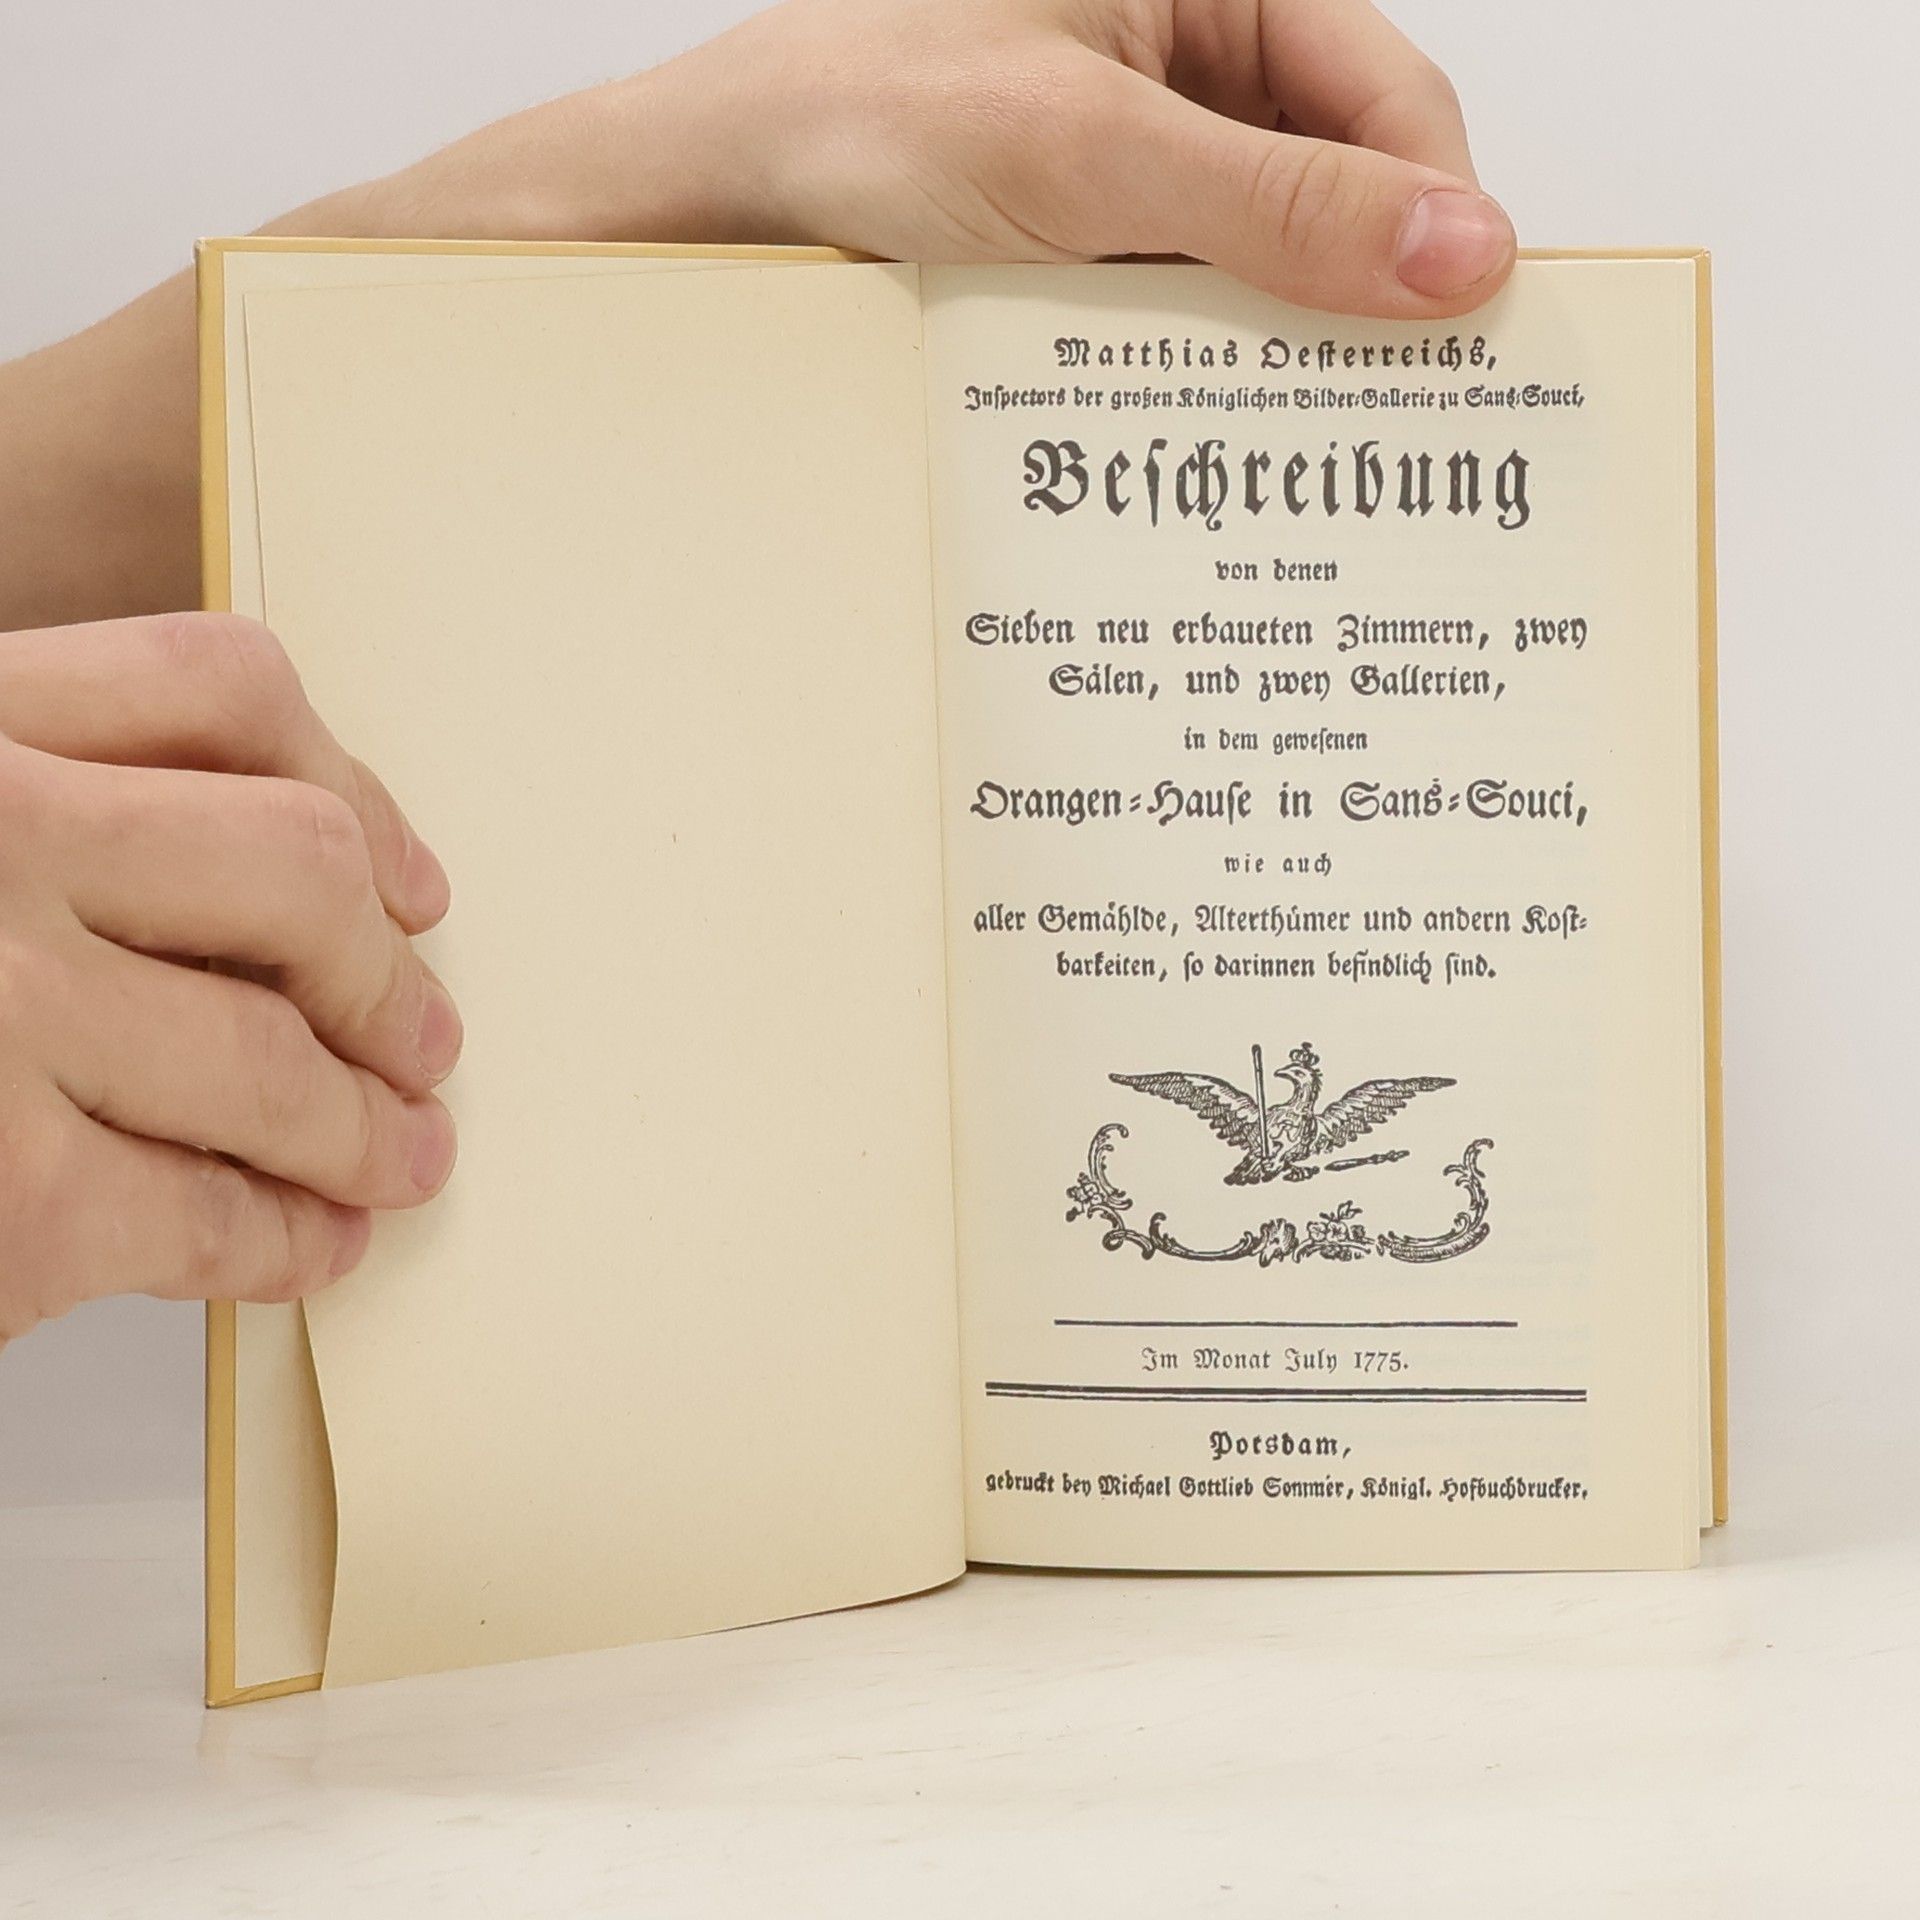 Matthias Oeſterreichs,
Inſpectors der großen Königlichen Bilder-Gallerie zu Sans-Souci,
Beſchreibung
von denen
Sieben neu erbaueten Zimmern, zwey
Sälen, und zwey Gallerien,
in dem geweſenen
Orangen-Hauſe in Sans-Souci,
wie auch
aller Gemählde, Alterthümer und andern Koſt-
barkeiten, ſo darinnen befindlich ſind.
Im Monat July 1775.
Potsdam,
gedruckt bey Michael Gottlieb Sommer, Königl. Hofbuchdrucker.